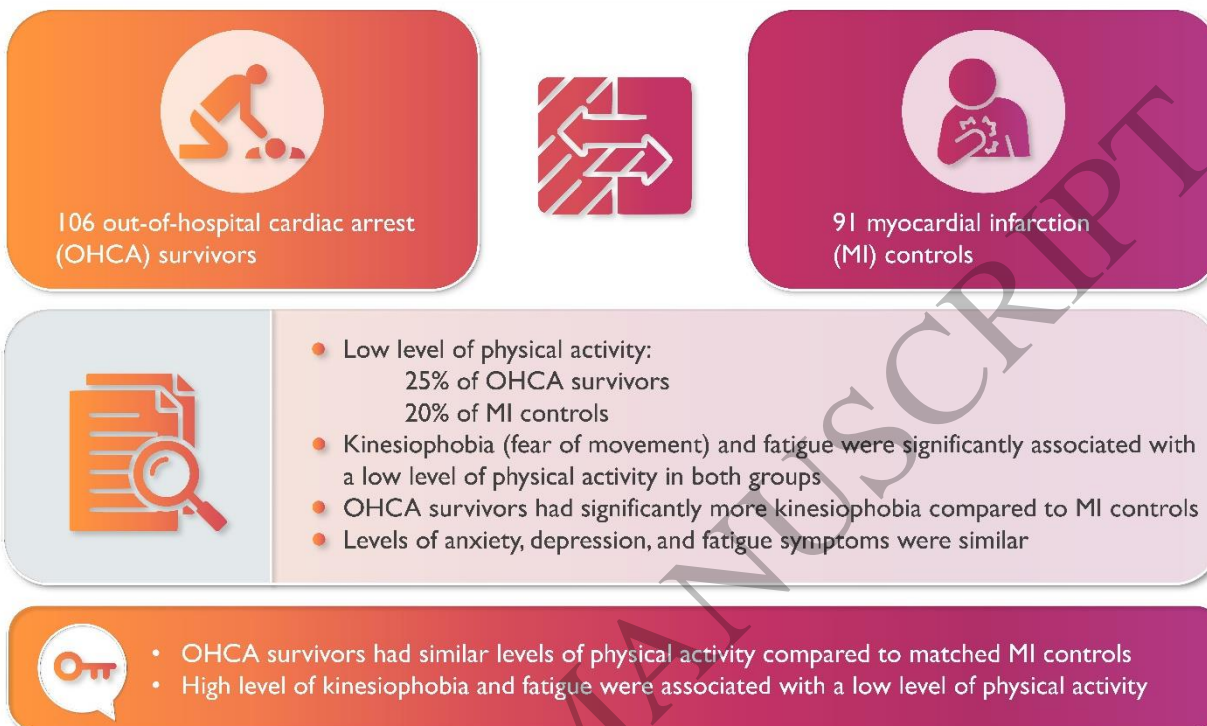 106 out-of-hospital cardiac arrest
(OHCA) survivors
91 myocardial infarction
(MI) controls
• Low level of physical activity:
25% of OHCA survivors
20% of MI controls
• Kinesiophobia (fear of movement) and fatigue were significantly associated with
a low level of physical activity in both groups
• OHCA survivors had significantly more kinesiophobia compared to MI controls
• Levels of anxiety, depression, and fatigue symptoms were similar
• OHCA survivors had similar levels of physical activity compared to matched MI controls
• High level of kinesiophobia and fatigue were associated with a low level of physical activity
MANUSCRIPT